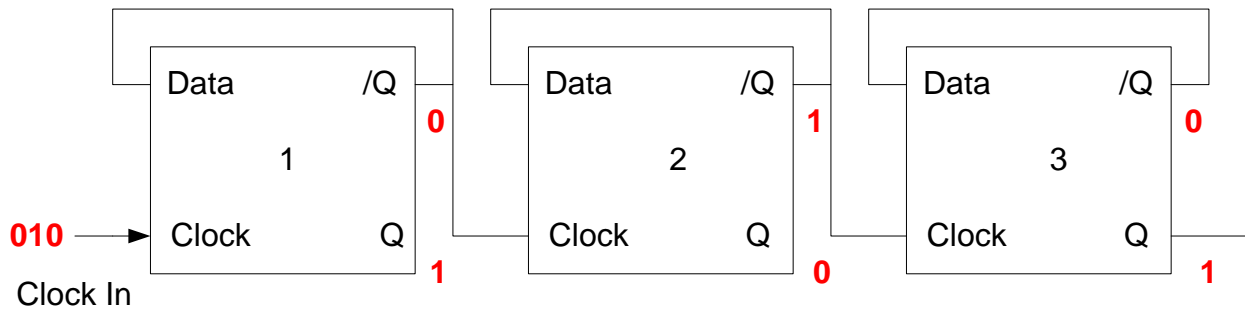 Data /Q Data /Q Data /Q
0 1 0
1 2 3
010 Clock Q Clock Q Clock Q
1 0 1
Clock In